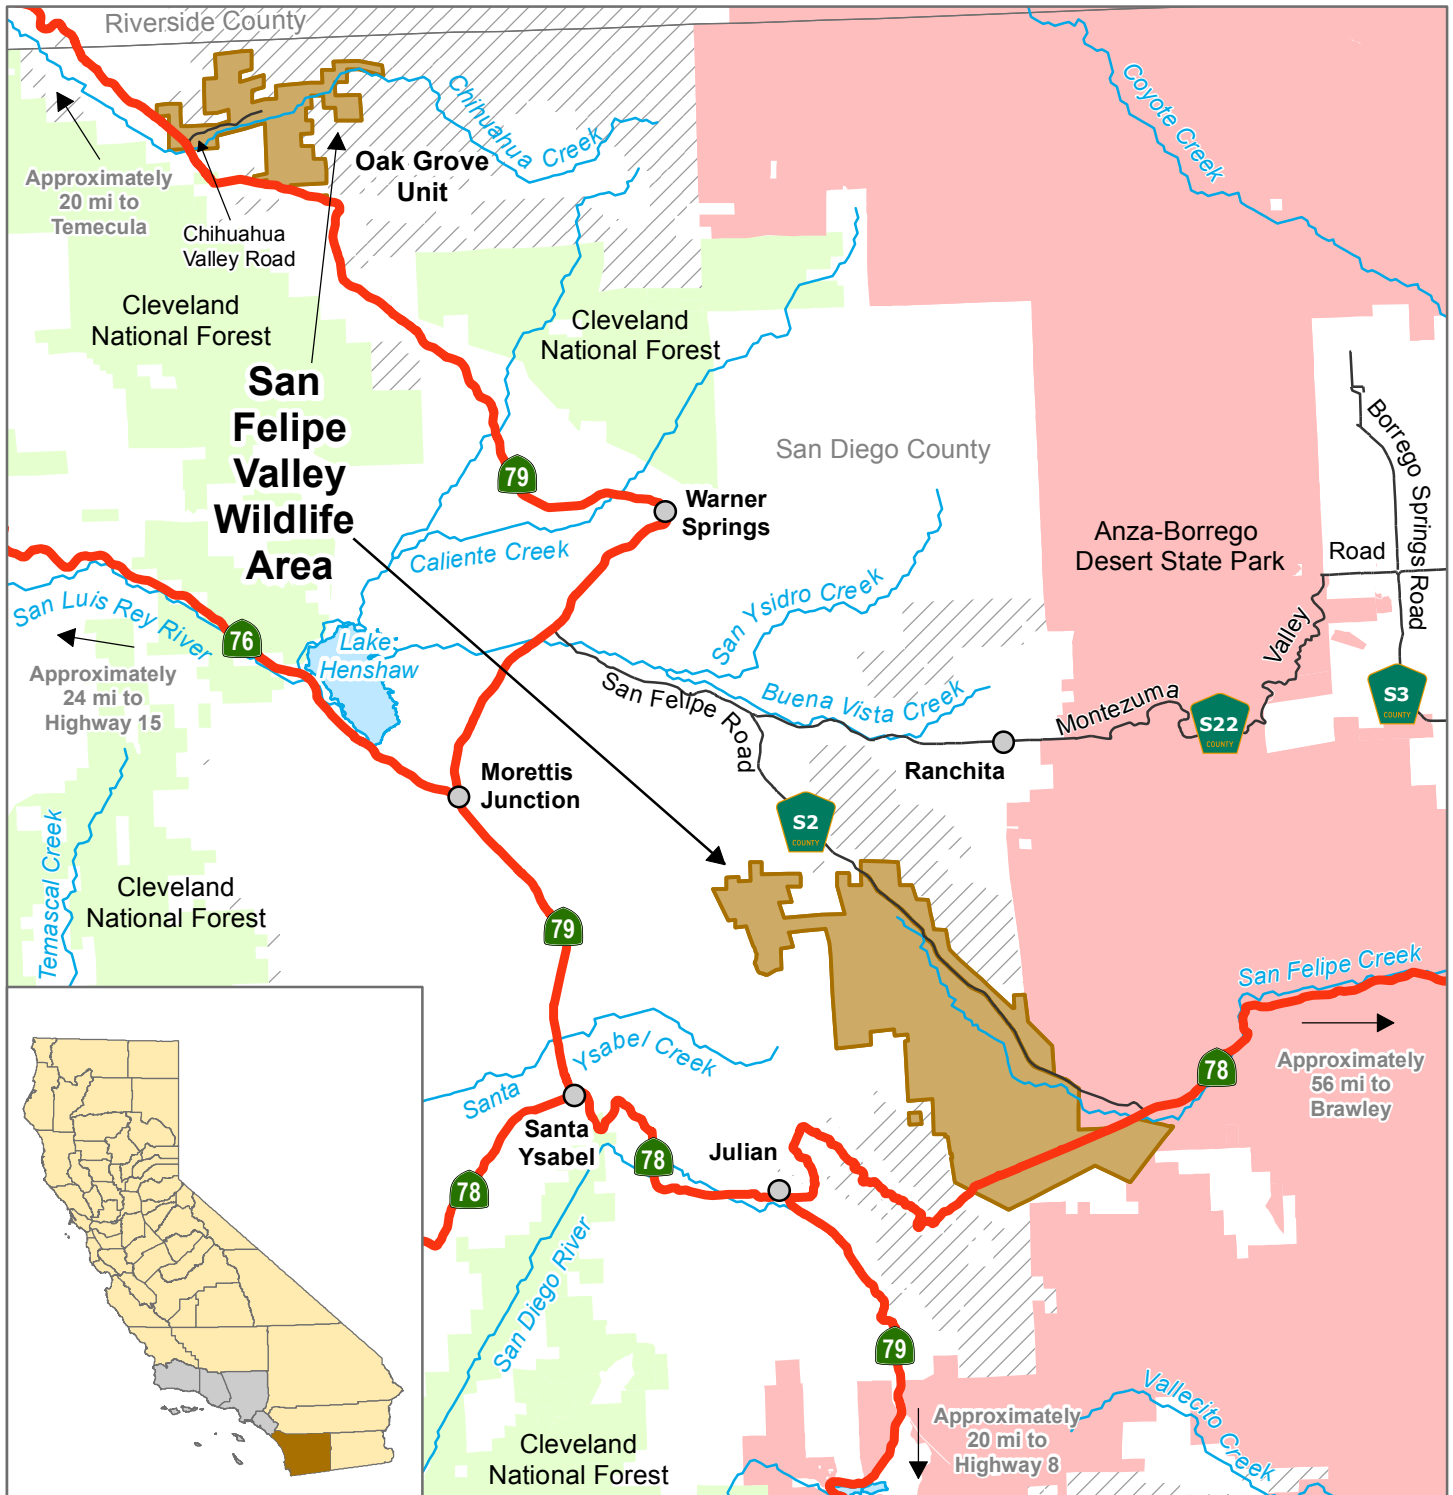 Riverside County
Coyote Creek
Chihuahua Creek
Oak Grove
Unit
Approximately
20 mi to
Temecula
Chihuahua
Valley Road
Cleveland
National Forest
Cleveland
National Forest
San
Felipe
Valley
Wildlife
Area
San Diego County
79
Warner
Springs
Caliente Creek
Anza-Borrego
Desert State Park
Borrego Springs Road
Road
Valley
Montezuma
San Luis Rey River
76
Lake
Henshaw
San Ysidro Creek
Approximately
24 mi to
Highway 15
San Felipe Road
Buena Vista Creek
S22
COUNTY
S3
COUNTY
Ranchita
Morettis
Junction
S2
COUNTY
Temascal Creek
Cleveland
National Forest
79
San Felipe Creek
Approximately
56 mi to
Brawley
78
Santa Ysabel Creek
Santa
Ysabel
78
78
Julian
San Diego River
79
Approximately
20 mi to
Highway 8
Vallecito Creek
Cleveland
National Forest